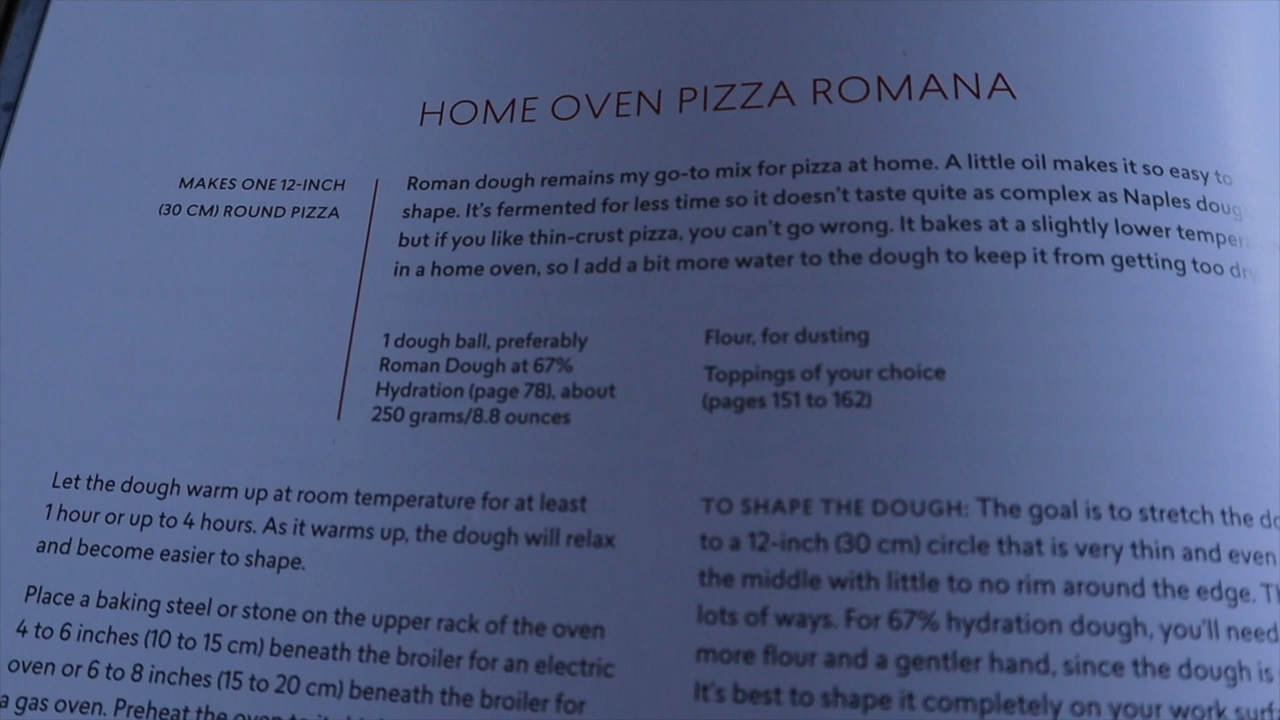 HOME OVEN PIZZA ROMANA
MAKES ONE 12-INCH
(30 CM) ROUND PIZZA
Roman dough remains my go-to mix for pizza at home. A little oil makes it so easy to
shape. It's fermented for less time so it doesn't taste quite as complex as Naples
but if you like thin-crust pizza, you can't go wrong. It bakes at a slightly lower
in a home oven, so I add a bit more water to the dough to keep it from getting too
1 dough ball, preferably
Roman Dough at 67%
Hydration (page 78), about
250 grams/8.8 ounces
Flour, for dusting
Toppings of your choice
(pages 151 to 162)
Let the dough warm up at room temperature for at least
1 hour or up to 4 hours. As it warms up, the dough will relax
and become easier to shape.
Place a baking steel or stone on the upper rack of the oven
4 to 6 inches (10 to 15 cm) beneath the broiler for an electric
oven or 6 to 8 inches (15 to 20 cm) beneath the broiler for
a gas oven. Preheat the oven to
TO SHAPE THE DOUGH: The goal is to stretch the
to a 12-inch (30 cm) circle that is very thin and even
the middle with little to no rim around the edge.
lots of ways. For 67% hydration dough, you'll need
more flour and a gentler hand, since the dough is
It's best to shape it completely on your work